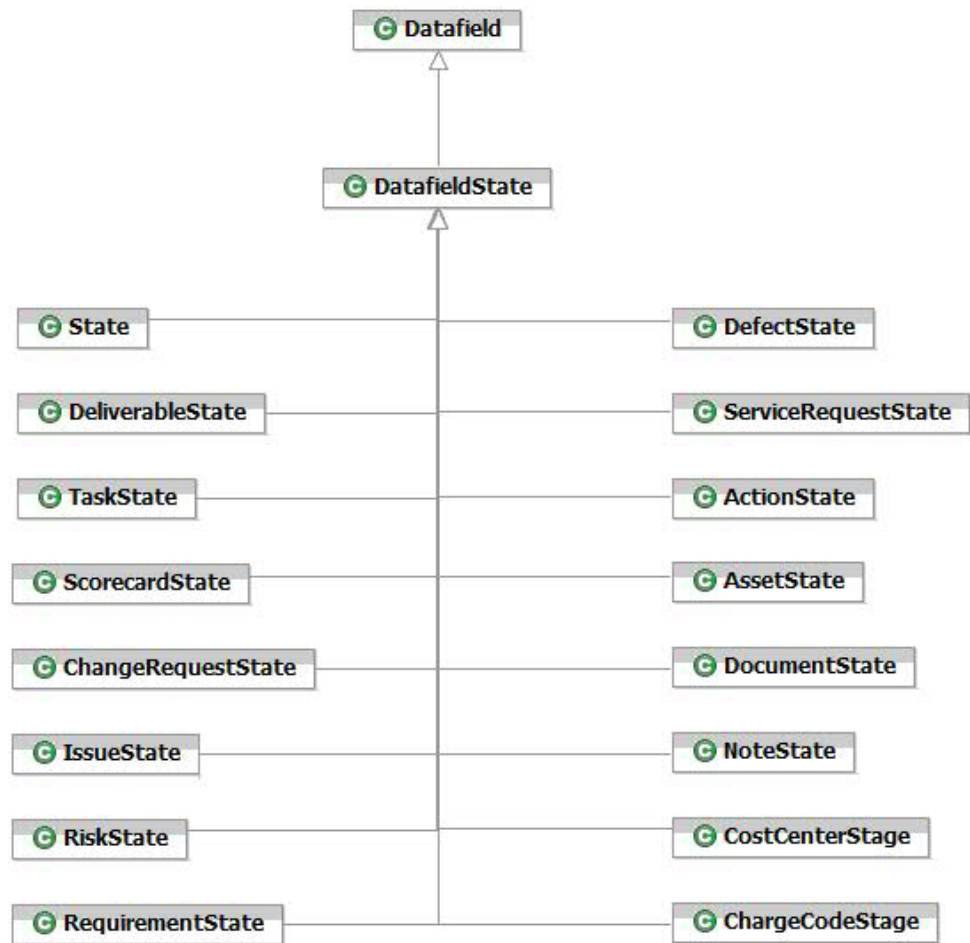 C Datafield
C DatafieldState
C State
C DefectState
C DeliverableState
C ServiceRequestState
C TaskState
C ActionState
C ScorecardState
C AssetState
C ChangeRequestState
C DocumentState
C IssueState
C NoteState
C RiskState
C CostCenterStage
C RequirementState
C ChargeCodeStage